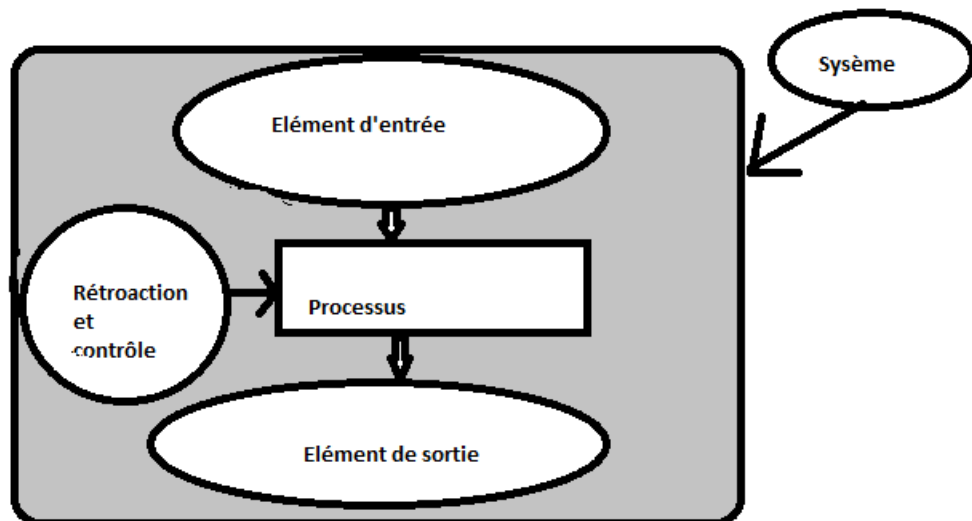 Sysème
Elément d'entrée
Rétroaction
et
contrôle
Processus
Elément de sortie